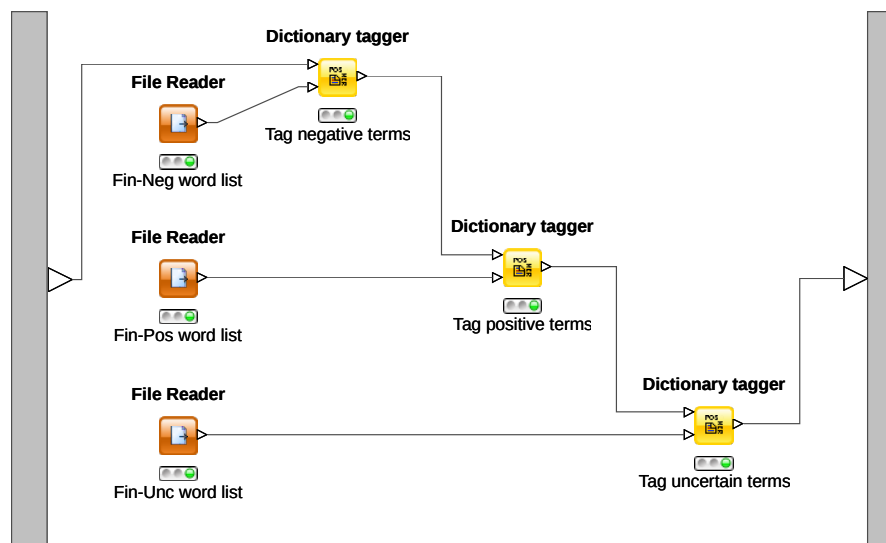 Dictionary tagger
File Reader
Tag negative terms
Fin-Neg word list
Dictionary tagger
File Reader
Tag positive terms
Fin-Pos word list
Dictionary tagger
File Reader
Tag uncertain terms
Fin-Unc word list